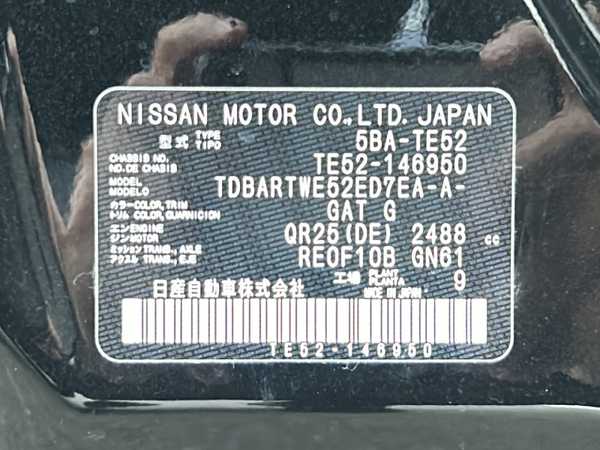 NISSAN MOTOR CO.,LTD. JAPAN
型式 TYPE TIPO 5BA-TE52
CHASSIS NO. NO.DE CHASIS TE52-146950
MODEL MODELO TDBARTWE52ED7EA-A-
カラー COLOR,TRIM トリム COLOR,GUARNICION GAT G
エンジン ENGINE MOTOR QR25(DE) 2488 cc
ミッション TRANS., AXLE アクスル TRANS.,EJE RE0F10B GN61
工場 PLANT PLANTA 9
日産自動車株式会社 MADE IN JAPAN
TE52-146950